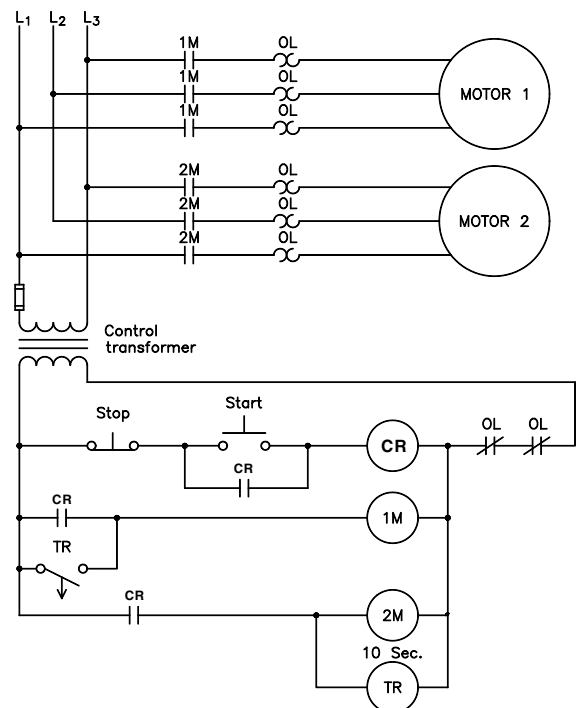 L1 L2 L3
1M OL
1M OL
1M OL
MOTOR 1
2M OL
2M OL
2M OL
MOTOR 2
Control
transformer
Stop
Start
CR
OL OL
CR
CR
1M
TR
CR
2M
10 Sec.
TR